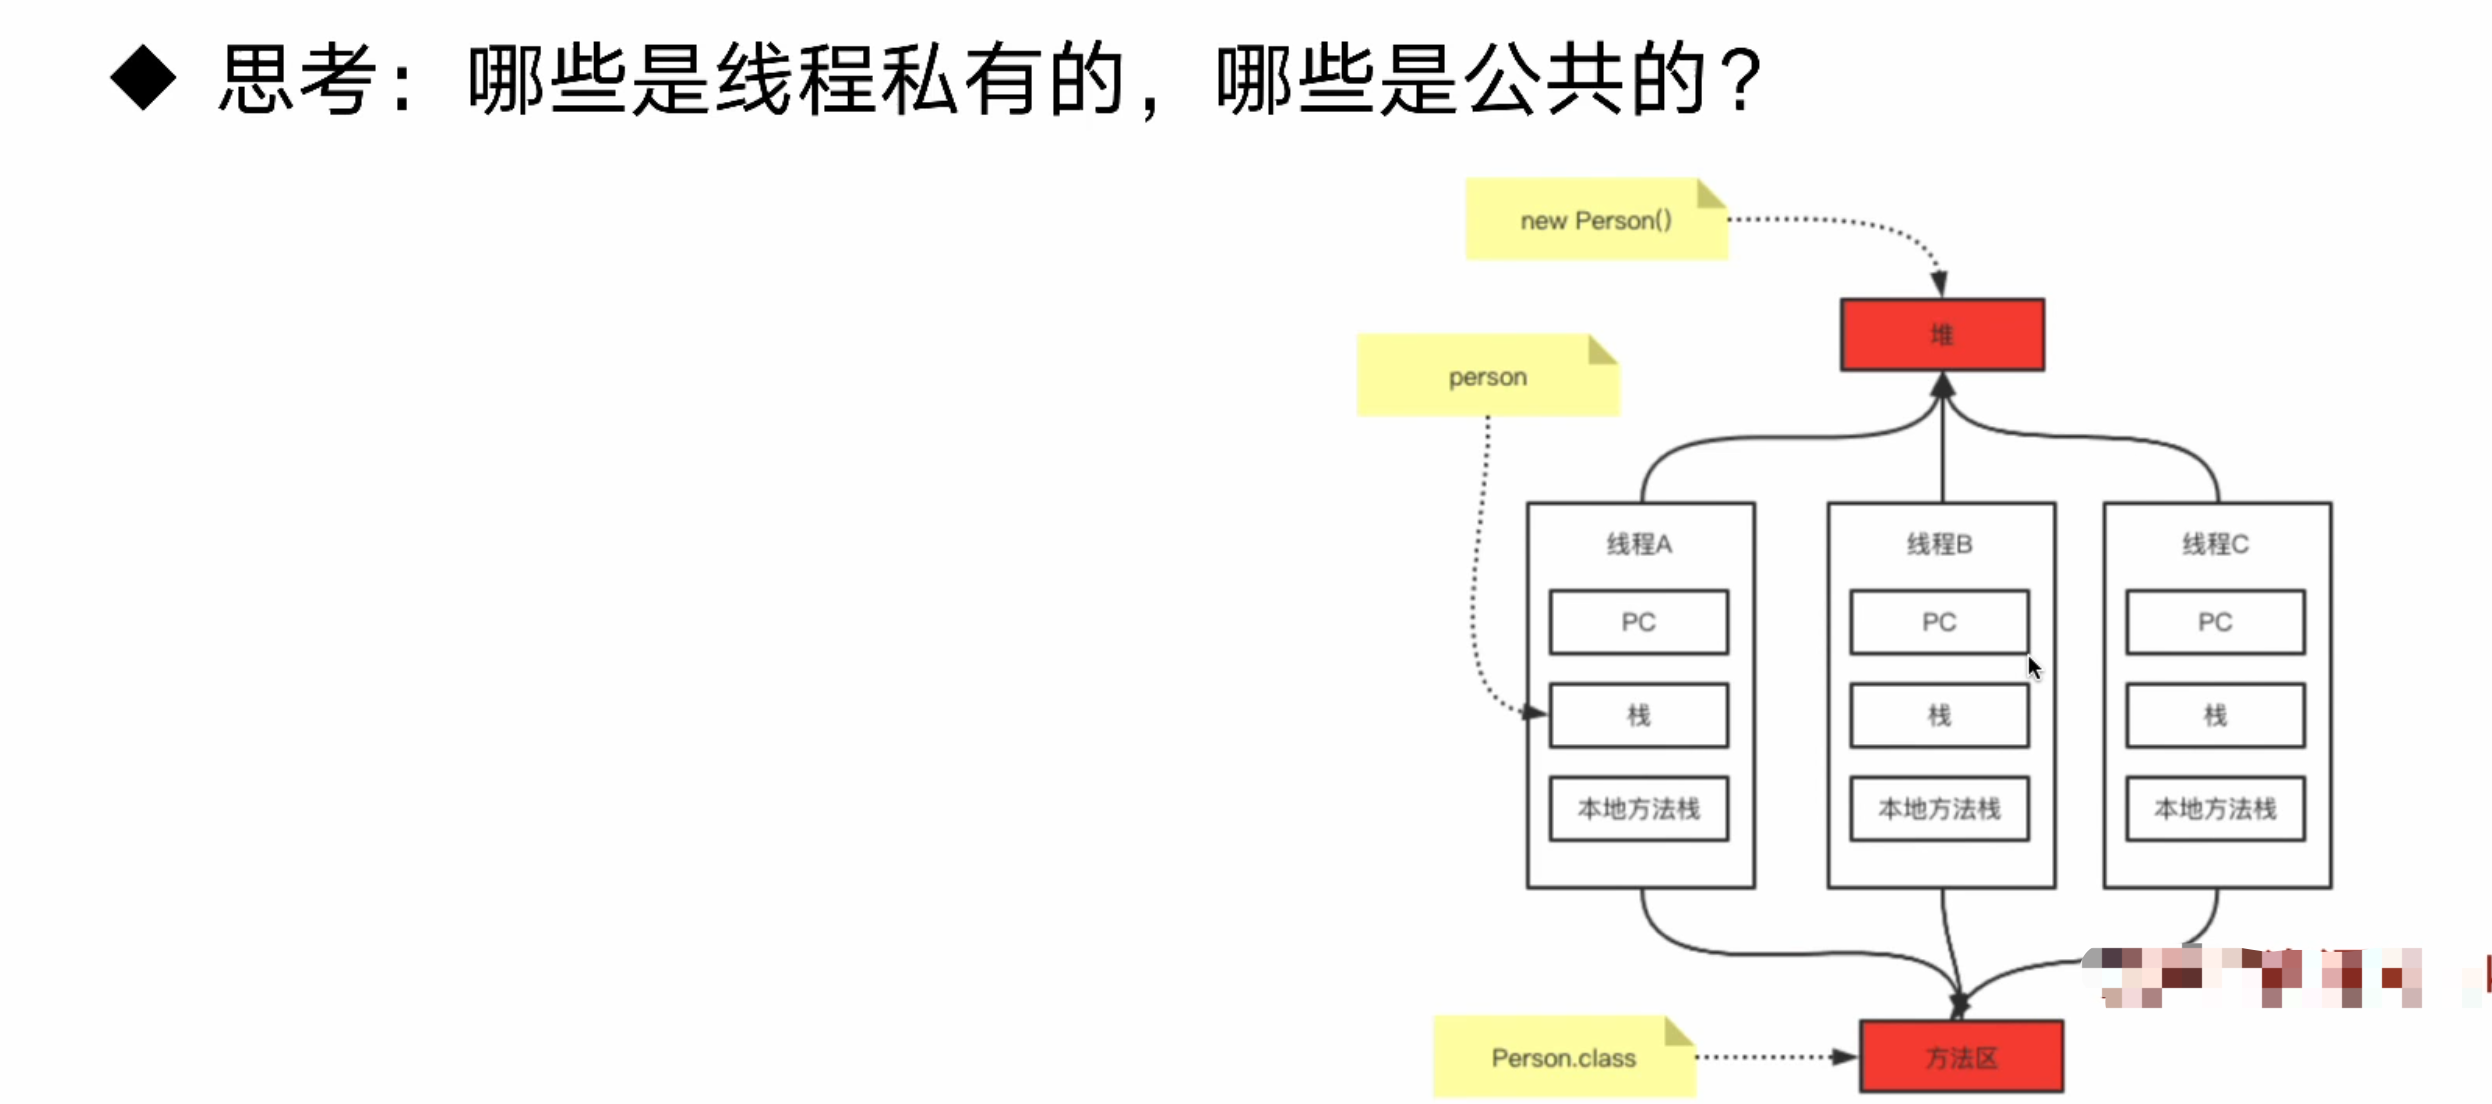 ◆ 思考：哪些是线程私有的，哪些是公共的？
new Person()
堆
person
线程A
线程B
线程C
PC
PC
PC
栈
栈
栈
本地方法栈
本地方法栈
本地方法栈
Person.class
方法区